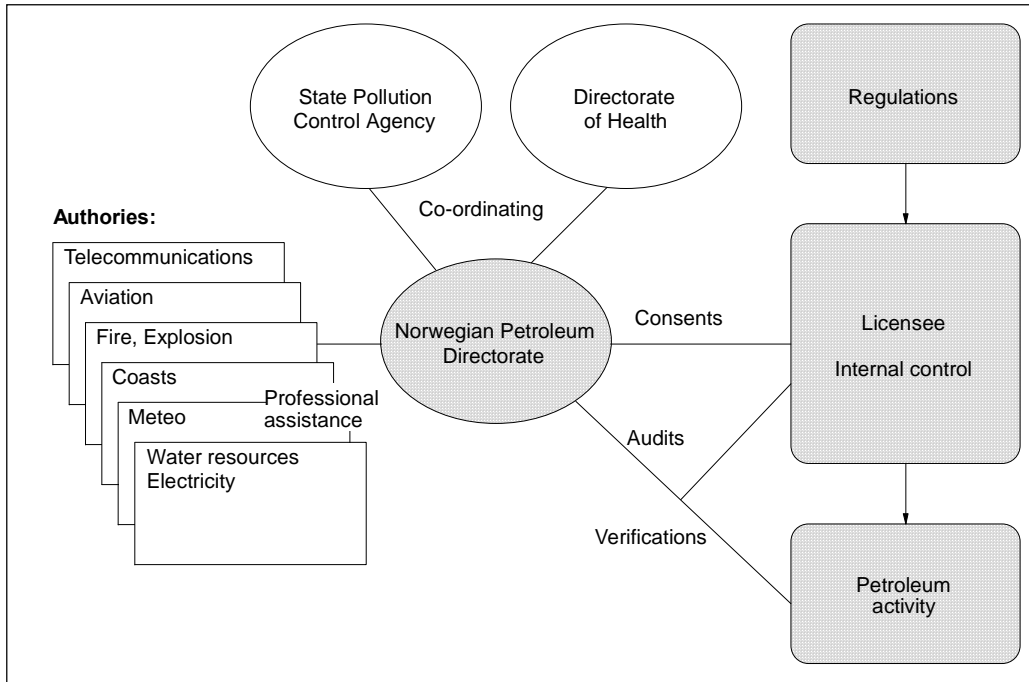 State Pollution
Control Agency
Directorate
of Health
Regulations
Co-ordinating
Authories:
Telecommunications
Aviation
Fire, Explosion
Coasts
Meteo
Professional
assistance
Water resources
Electricity
Norwegian Petroleum
Directorate
Consents
Licensee
Internal control
Audits
Verifications
Petroleum
activity